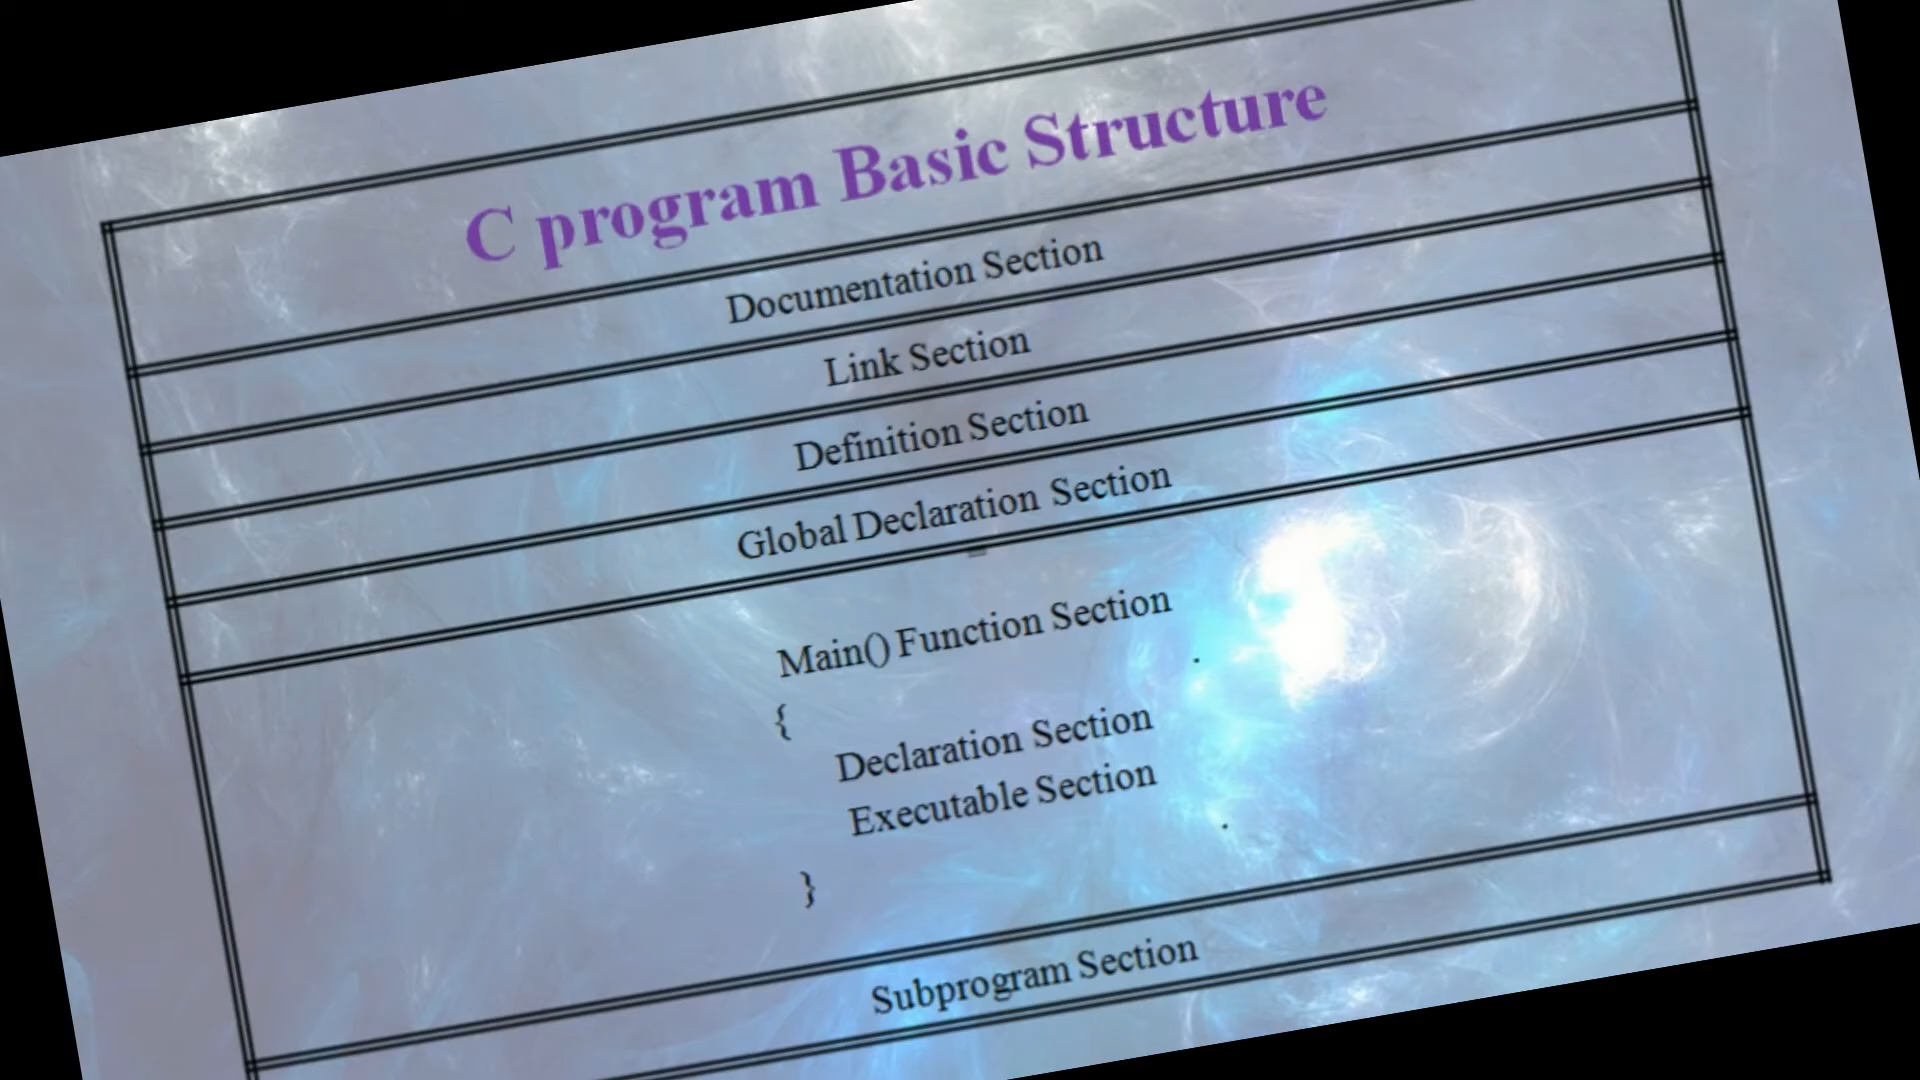 C program Basic Structure
Documentation Section
Link Section
Definition Section
Global Declaration Section
Main() Function Section
{
Declaration Section
Executable Section
}
Subprogram Section